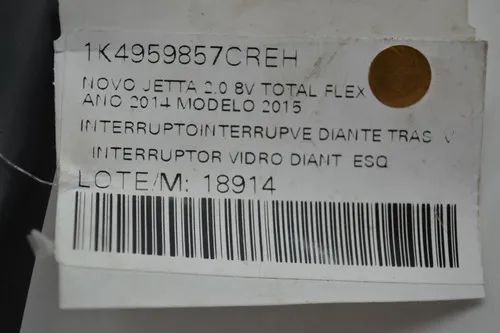 1K4959857CREH
NOVO JETTA 2.0 8V TOTAL FLEX
ANO 2014 MODELO 2015
INTERRUPTOINTERRUPVE DIANTE TRAS V
INTERRUPTOR VIDRO DIANT ESQ
LOTE/M: 18914